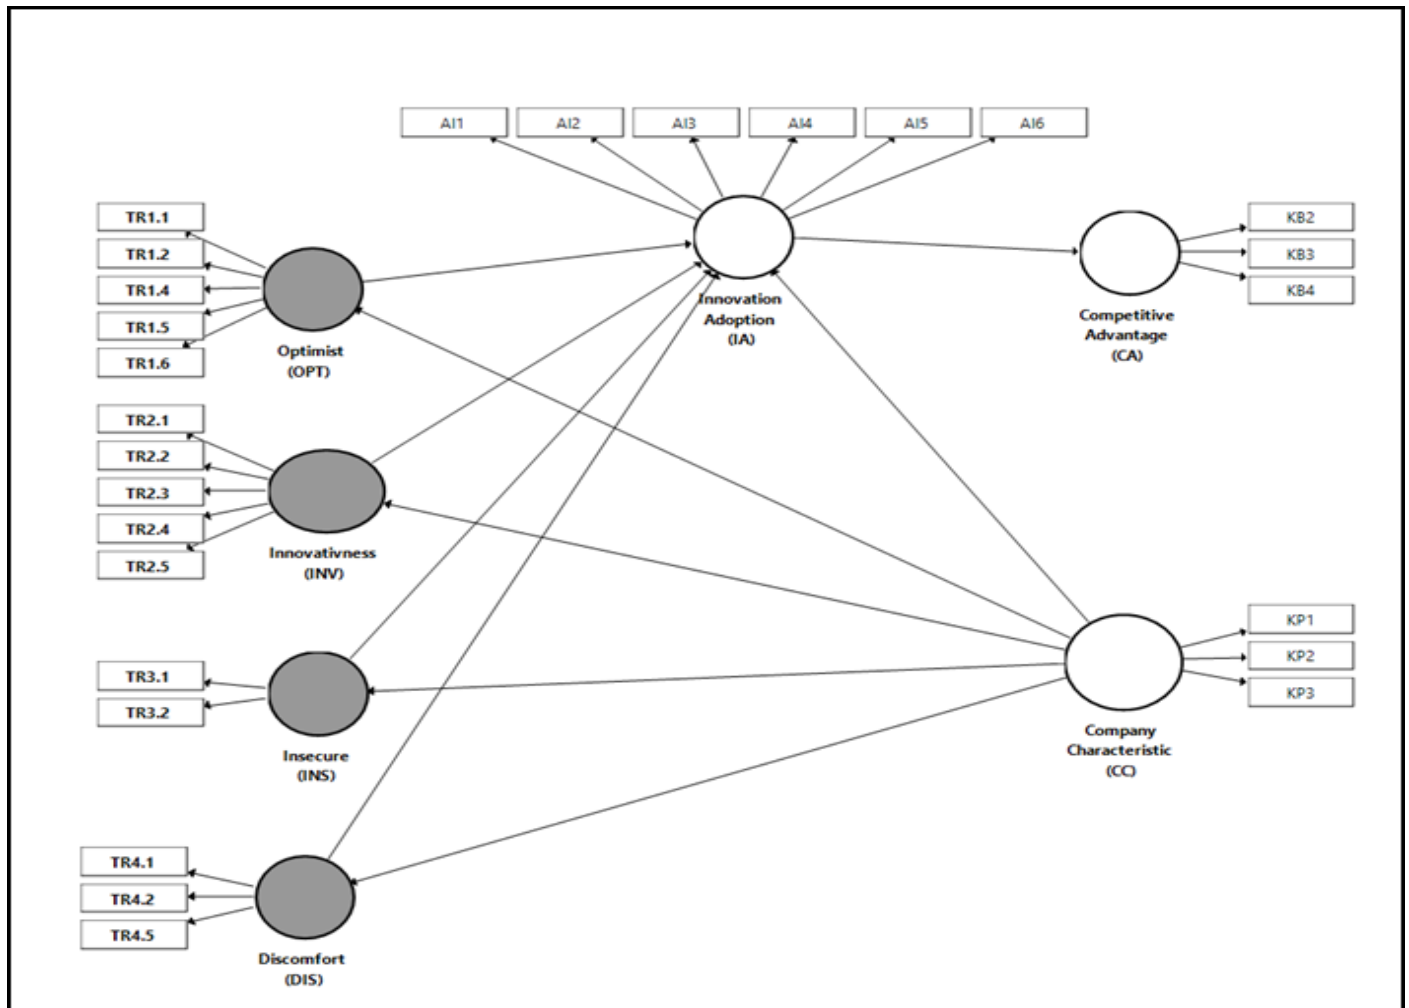 AI1
AI2
AI3
AI4
AI5
AI6
TR1.1
TR1.2
TR1.4
TR1.5
TR1.6
Optimist
(OPT)
Innovation
Adoption
(IA)
KB2
KB3
KB4
Competitive
Advantage
(CA)
TR2.1
TR2.2
TR2.3
TR2.4
TR2.5
Innovativness
(INV)
TR3.1
TR3.2
Insecure
(INS)
KP1
KP2
KP3
Company
Characteristic
(CC)
TR4.1
TR4.2
TR4.5
Discomfort
(DIS)